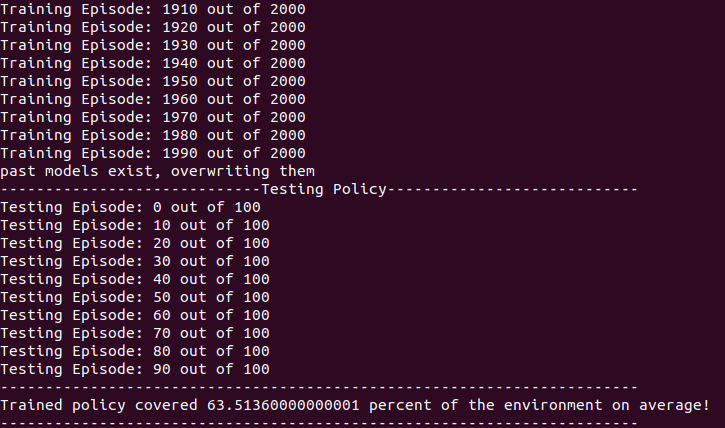 Training Episode: 1910 out of 2000
Training Episode: 1920 out of 2000
Training Episode: 1930 out of 2000
Training Episode: 1940 out of 2000
Training Episode: 1950 out of 2000
Training Episode: 1960 out of 2000
Training Episode: 1970 out of 2000
Training Episode: 1980 out of 2000
Training Episode: 1990 out of 2000
past models exist, overwriting them
-----------------------------Testing Policy----------------------------
Testing Episode: 0 out of 100
Testing Episode: 10 out of 100
Testing Episode: 20 out of 100
Testing Episode: 30 out of 100
Testing Episode: 40 out of 100
Testing Episode: 50 out of 100
Testing Episode: 60 out of 100
Testing Episode: 70 out of 100
Testing Episode: 80 out of 100
Testing Episode: 90 out of 100
-----------------------------------------------------------------------
Trained policy covered 63.51360000000001 percent of the environment on average!
-----------------------------------------------------------------------